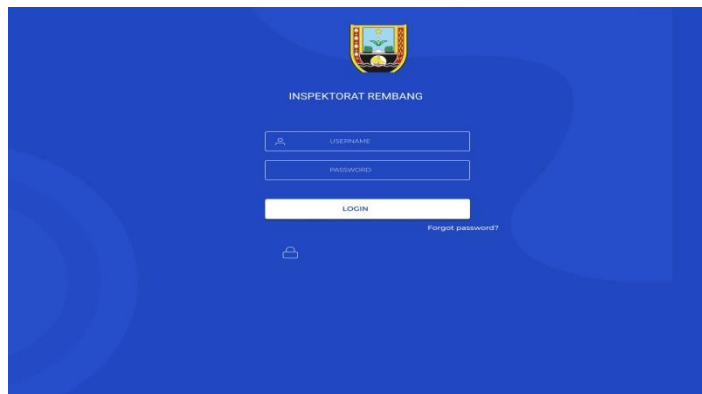 INSPEKTORAT REMBANG
USERNAME
PASSWORD
LOGIN
Forgot password?